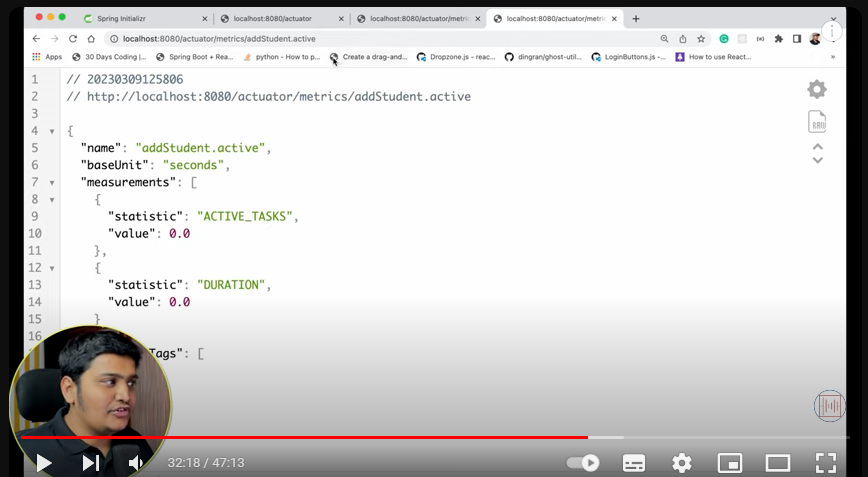 Spring Initializr
localhost:8080/actuator
localhost:8080/actuator/metric
localhost:8080/actuator/metric
localhost:8080/actuator/metrics/addStudent.active
Apps
30 Days Coding |...
Spring Boot + Rea...
python - How to p...
Create a drag-and...
Dropzone.js - reac...
dingran/ghost-util...
LoginButtons.js -...
How to use React...
»
1 // 20230309125806
2 // http://localhost:8080/actuator/metrics/addStudent.active
3
4 {
5 "name": "addStudent.active",
6 "baseUnit": "seconds",
7 "measurements": [
8 {
9 "statistic": "ACTIVE_TASKS",
10 "value": 0.0
11 },
12 {
13 "statistic": "DURATION",
14 "value": 0.0
15 }
16
Tags": [
RAW
32:18 / 47:13